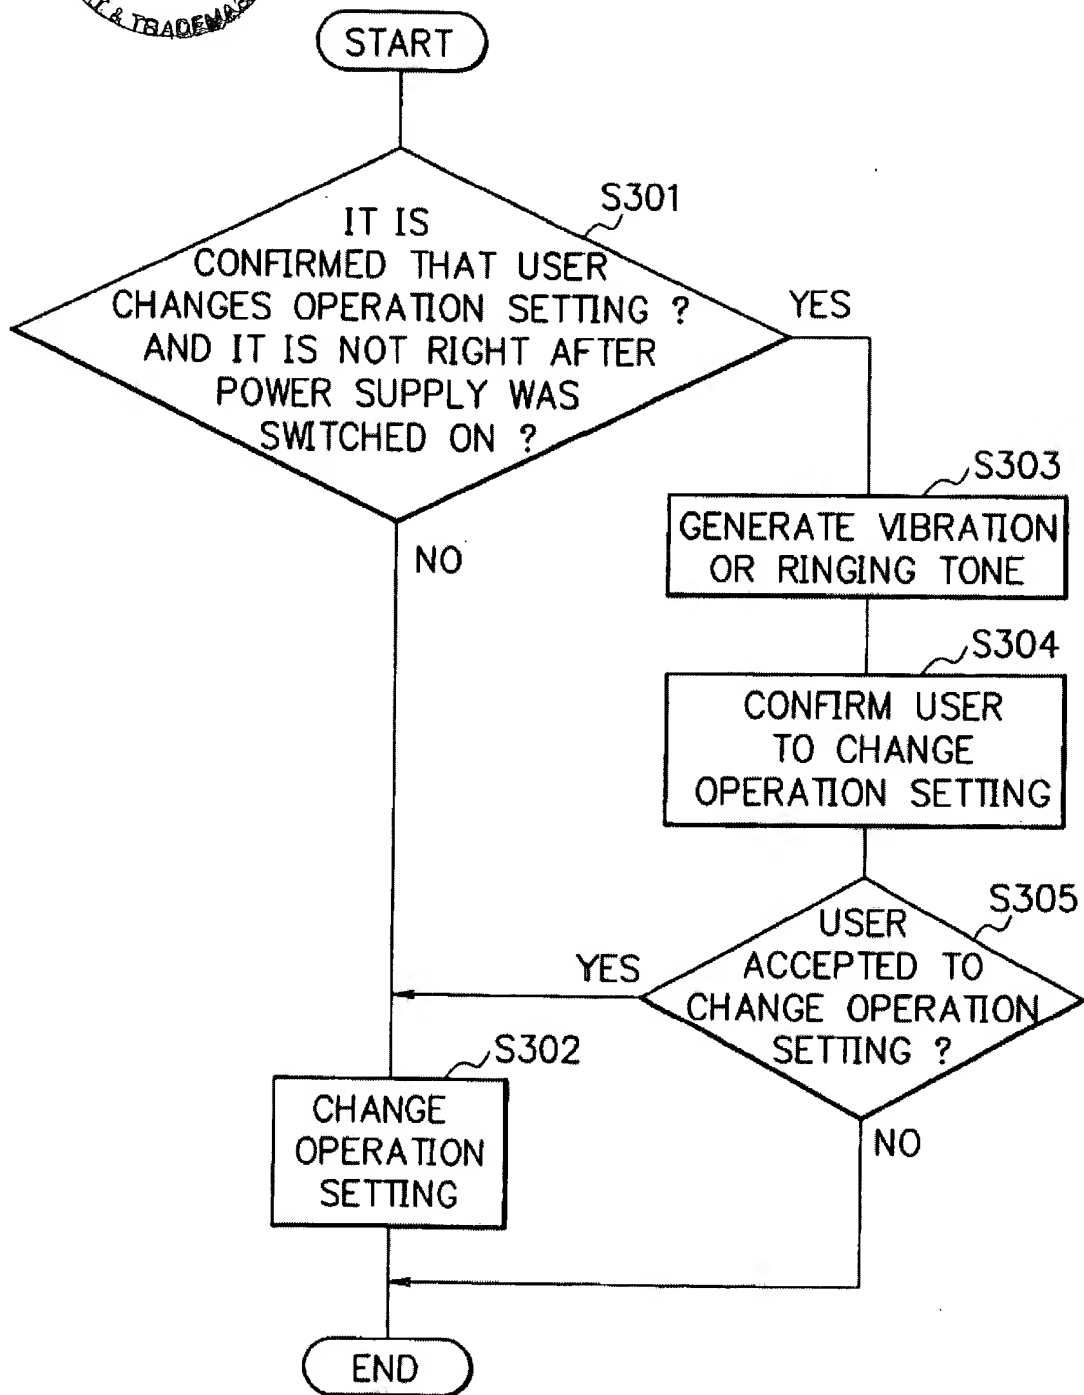 & TRADEMA
START
S301
IT IS
CONFIRMED THAT USER
CHANGES OPERATION SETTING ?
AND IT IS NOT RIGHT AFTER
POWER SUPPLY WAS
SWITCHED ON ?
YES
NO
S303
GENERATE VIBRATION
OR RINGING TONE
S304
CONFIRM USER
TO CHANGE
OPERATION SETTING
S305
USER
ACCEPTED TO
CHANGE OPERATION
SETTING ?
YES
NO
S302
CHANGE
OPERATION
SETTING
END